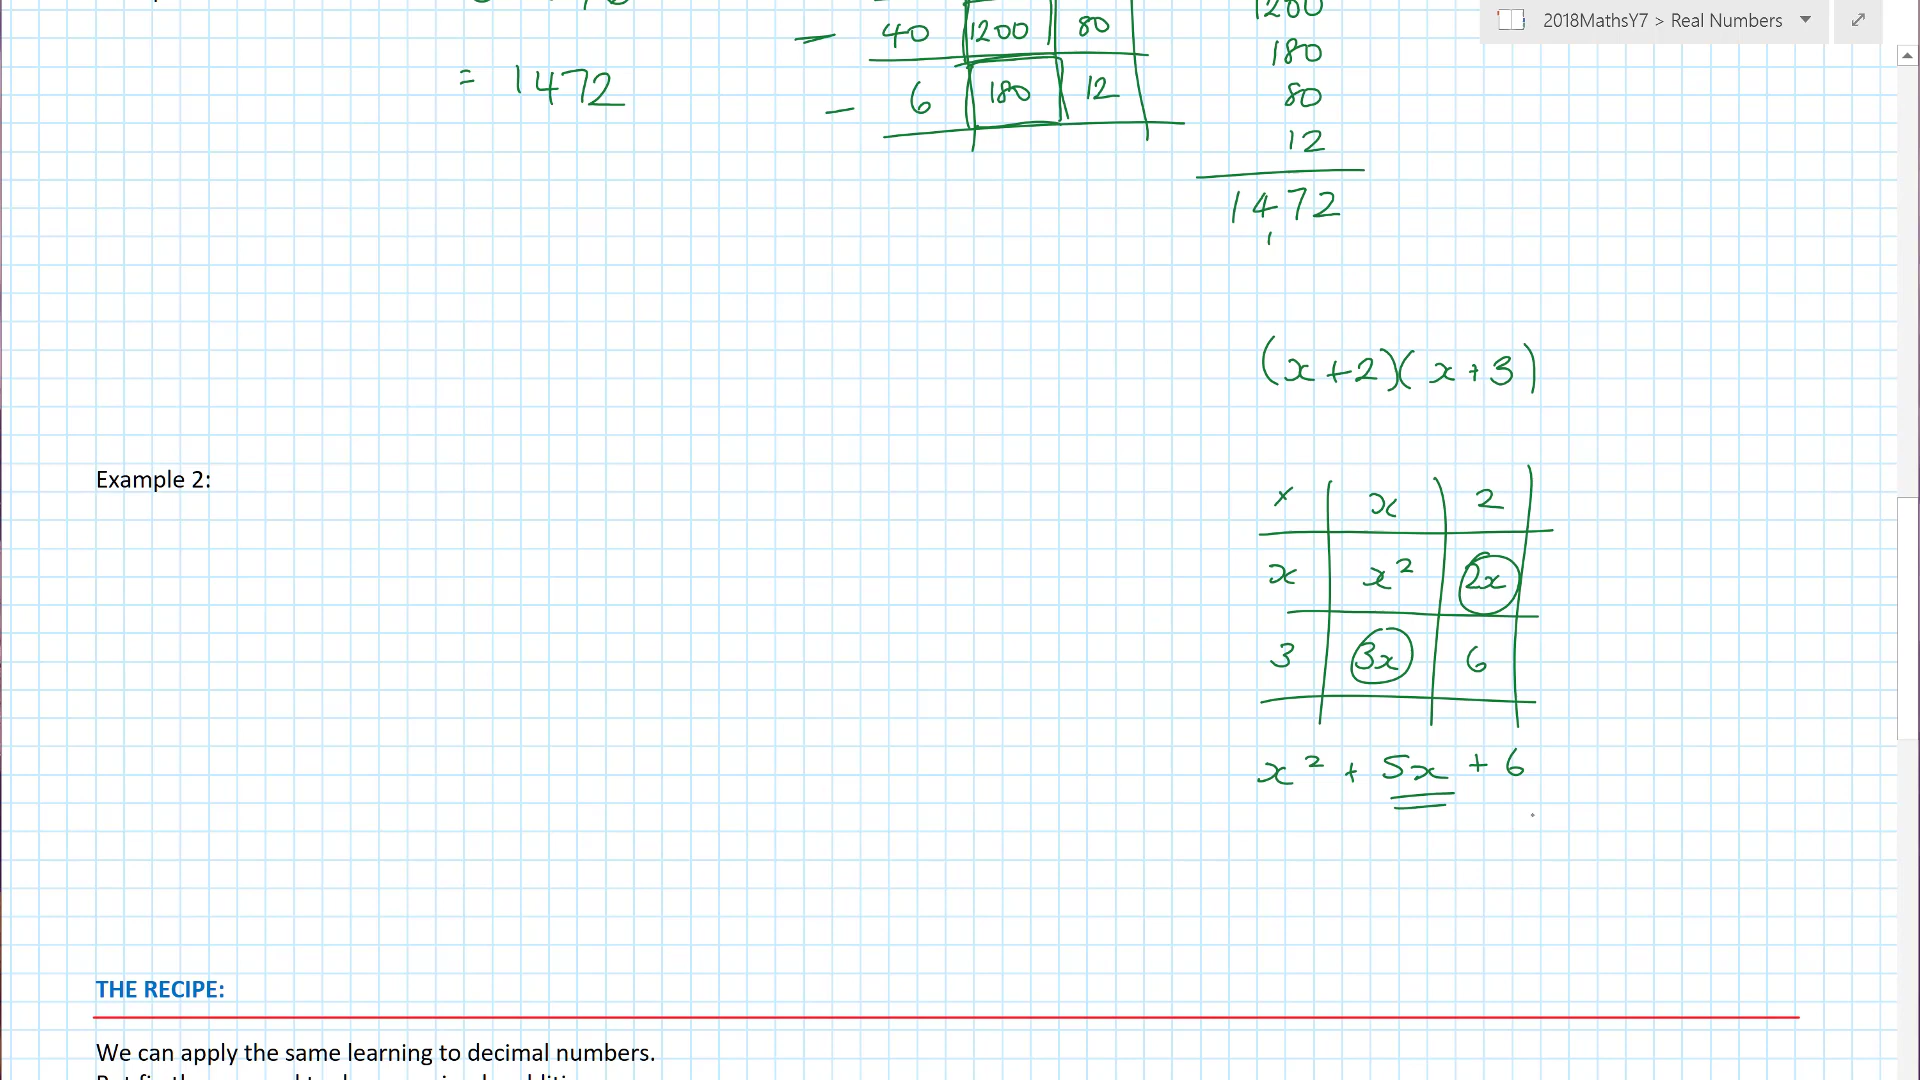 2018MathsY7 > Real Numbers
1200
40 1200 80
180
= 1472
6 180 12
80
12
1472
1
(x+2)(x+3)
Example 2:
× x 2
x x² 2x
3 3x 6
x² + 5x + 6
THE RECIPE:
We can apply the same learning to decimal numbers.